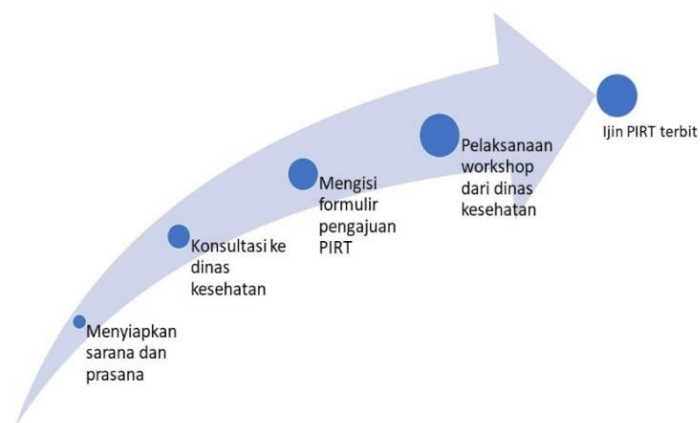 Menyiapkan
sarana dan
prasana
Konsultasi ke
dinas
kesehatan
Mengisi
formulir
pengajuan
PIRT
Pelaksanaan
workshop
dari dinas
kesehatan
Ijin PIRT terbit